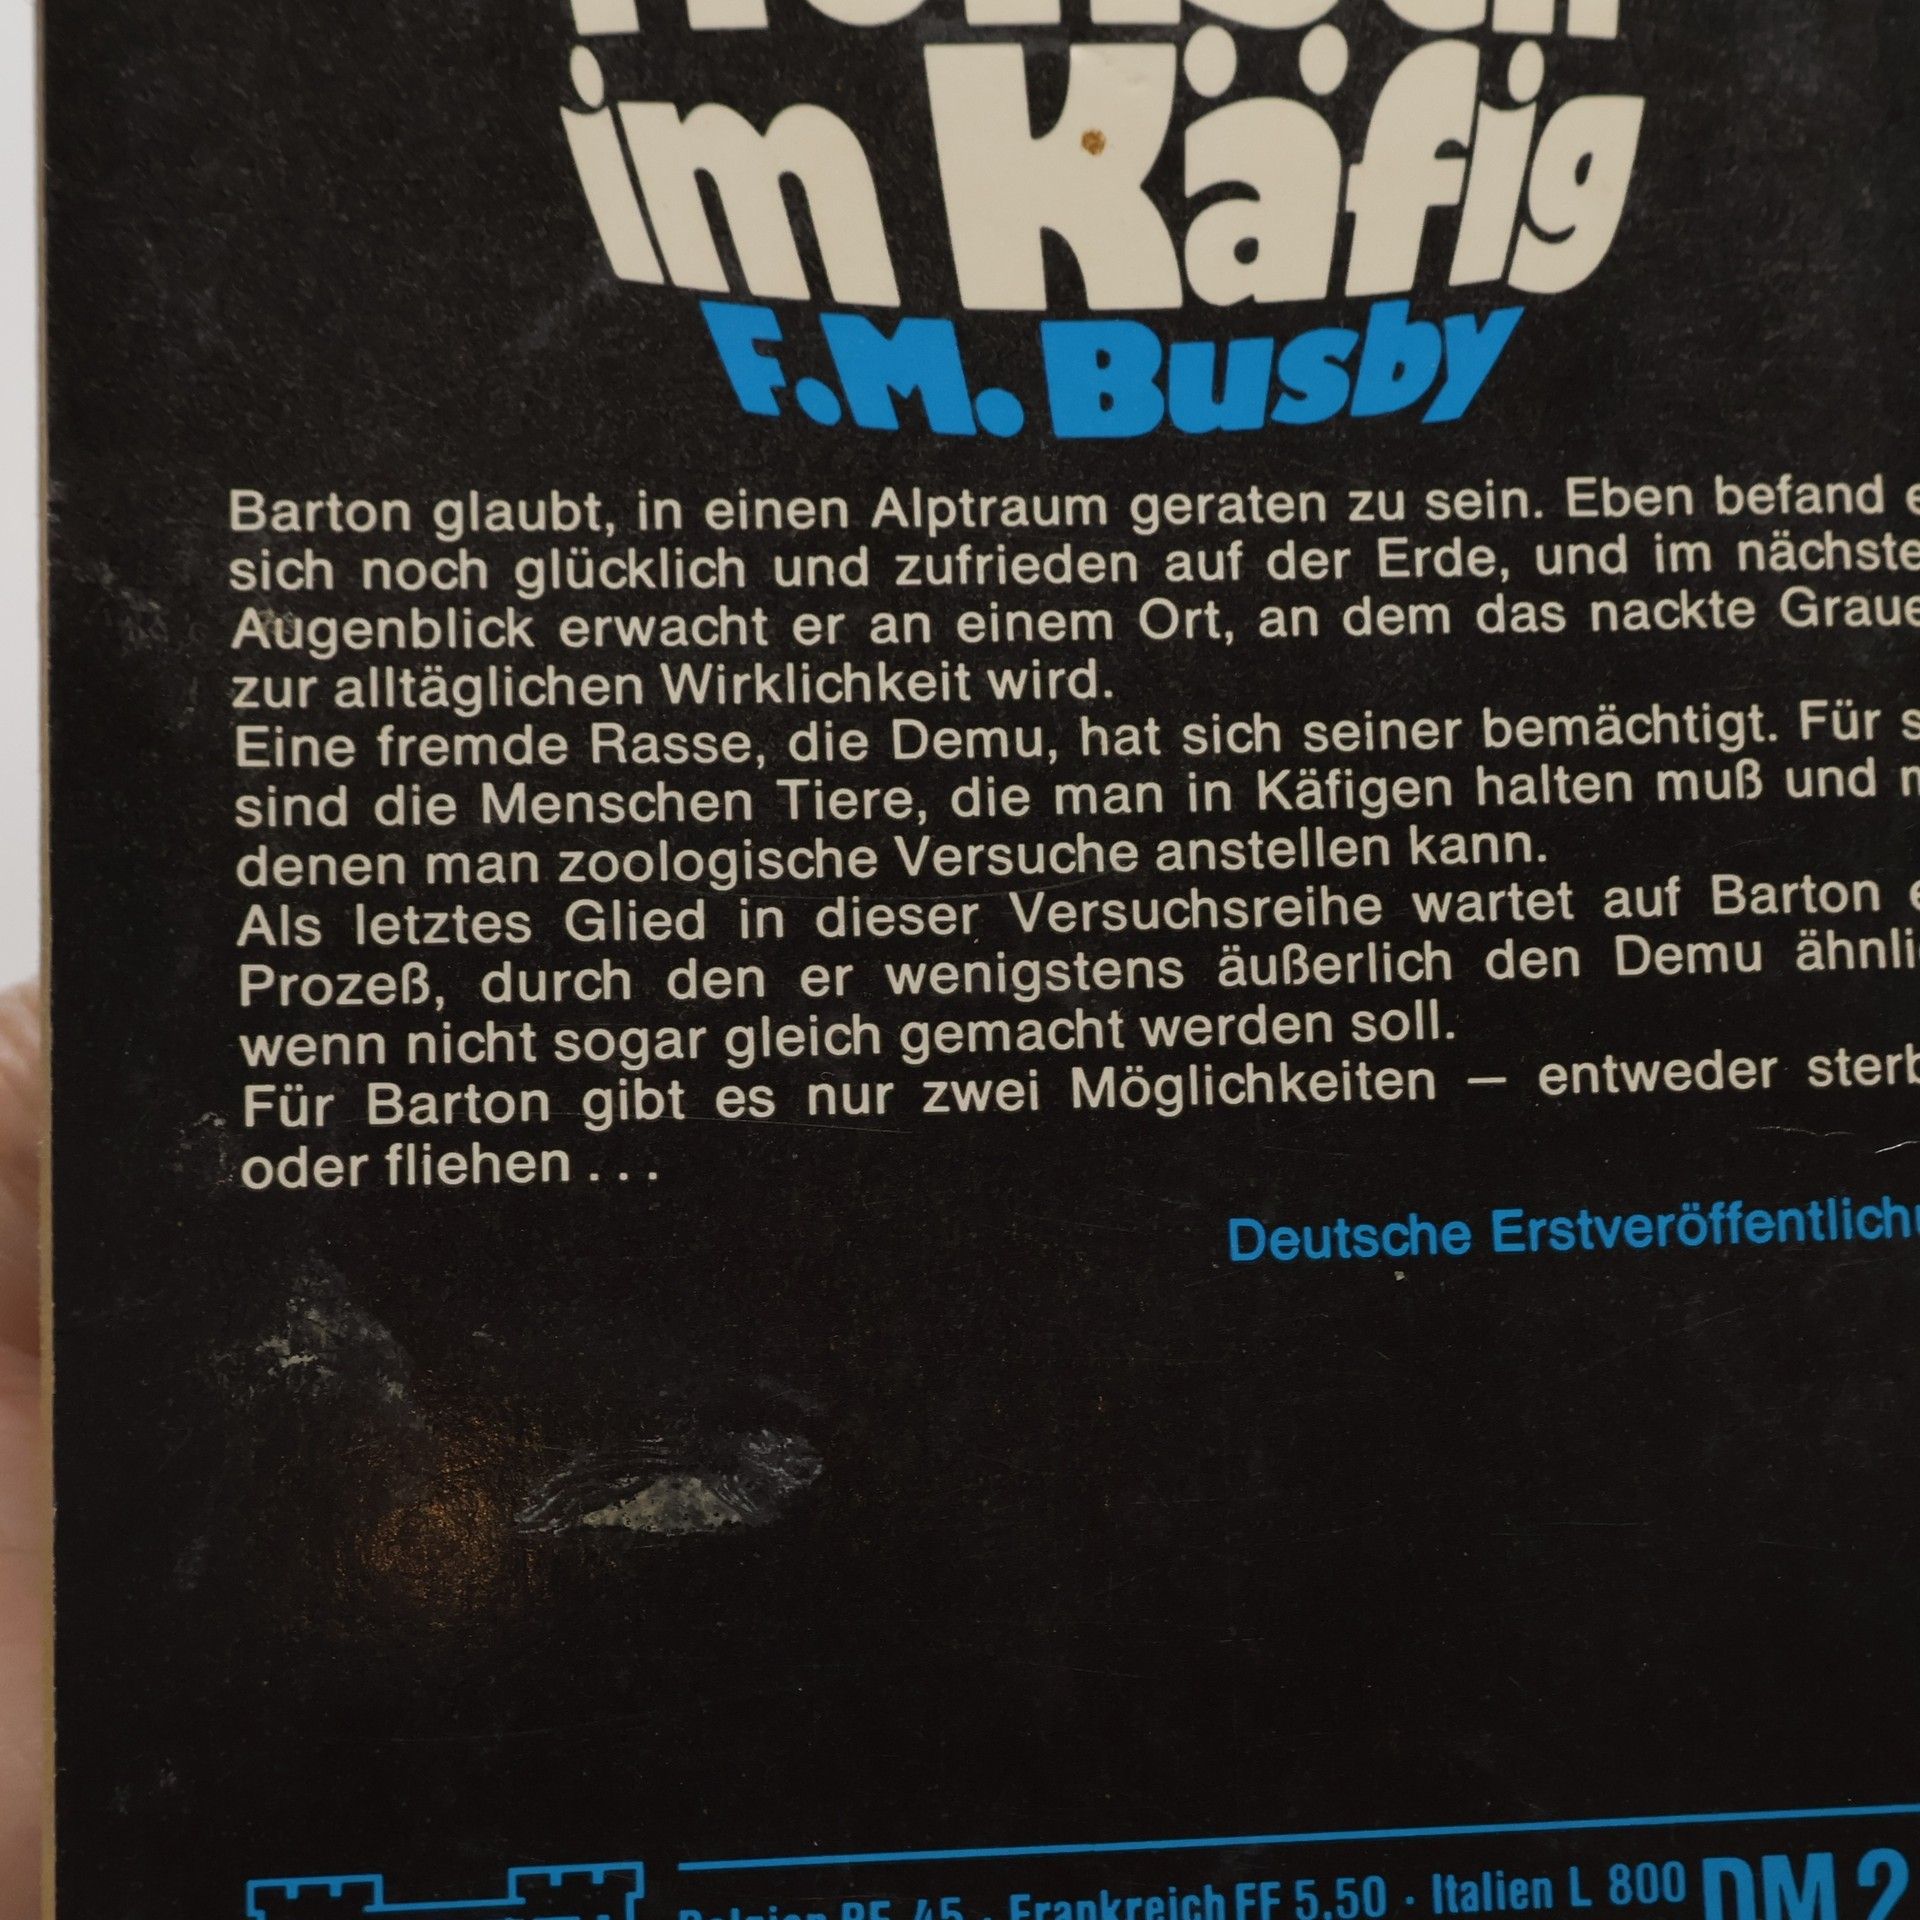 im Käfig
F.M. Busby
Barton glaubt, in einen Alptraum geraten zu sein. Eben befand
sich noch glücklich und zufrieden auf der Erde, und im nächste
Augenblick erwacht er an einem Ort, an dem das nackte Graue
zur alltäglichen Wirklichkeit wird.
Eine fremde Rasse, die Demu, hat sich seiner bemächtigt. Für s
sind die Menschen Tiere, die man in Käfigen halten muß und
denen man zoologische Versuche anstellen kann.
Als letztes Glied in dieser Versuchsreihe wartet auf Barton e
Prozeß, durch den er wenigstens äußerlich den Demu ähnli
wenn nicht sogar gleich gemacht werden soll.
Für Barton gibt es nur zwei Möglichkeiten — entweder sterb
oder fliehen . . .
Deutsche Erstveröffentlich
Belgien BF 45 · Frankreich FF 5,50 · Italien L 800 DM 2